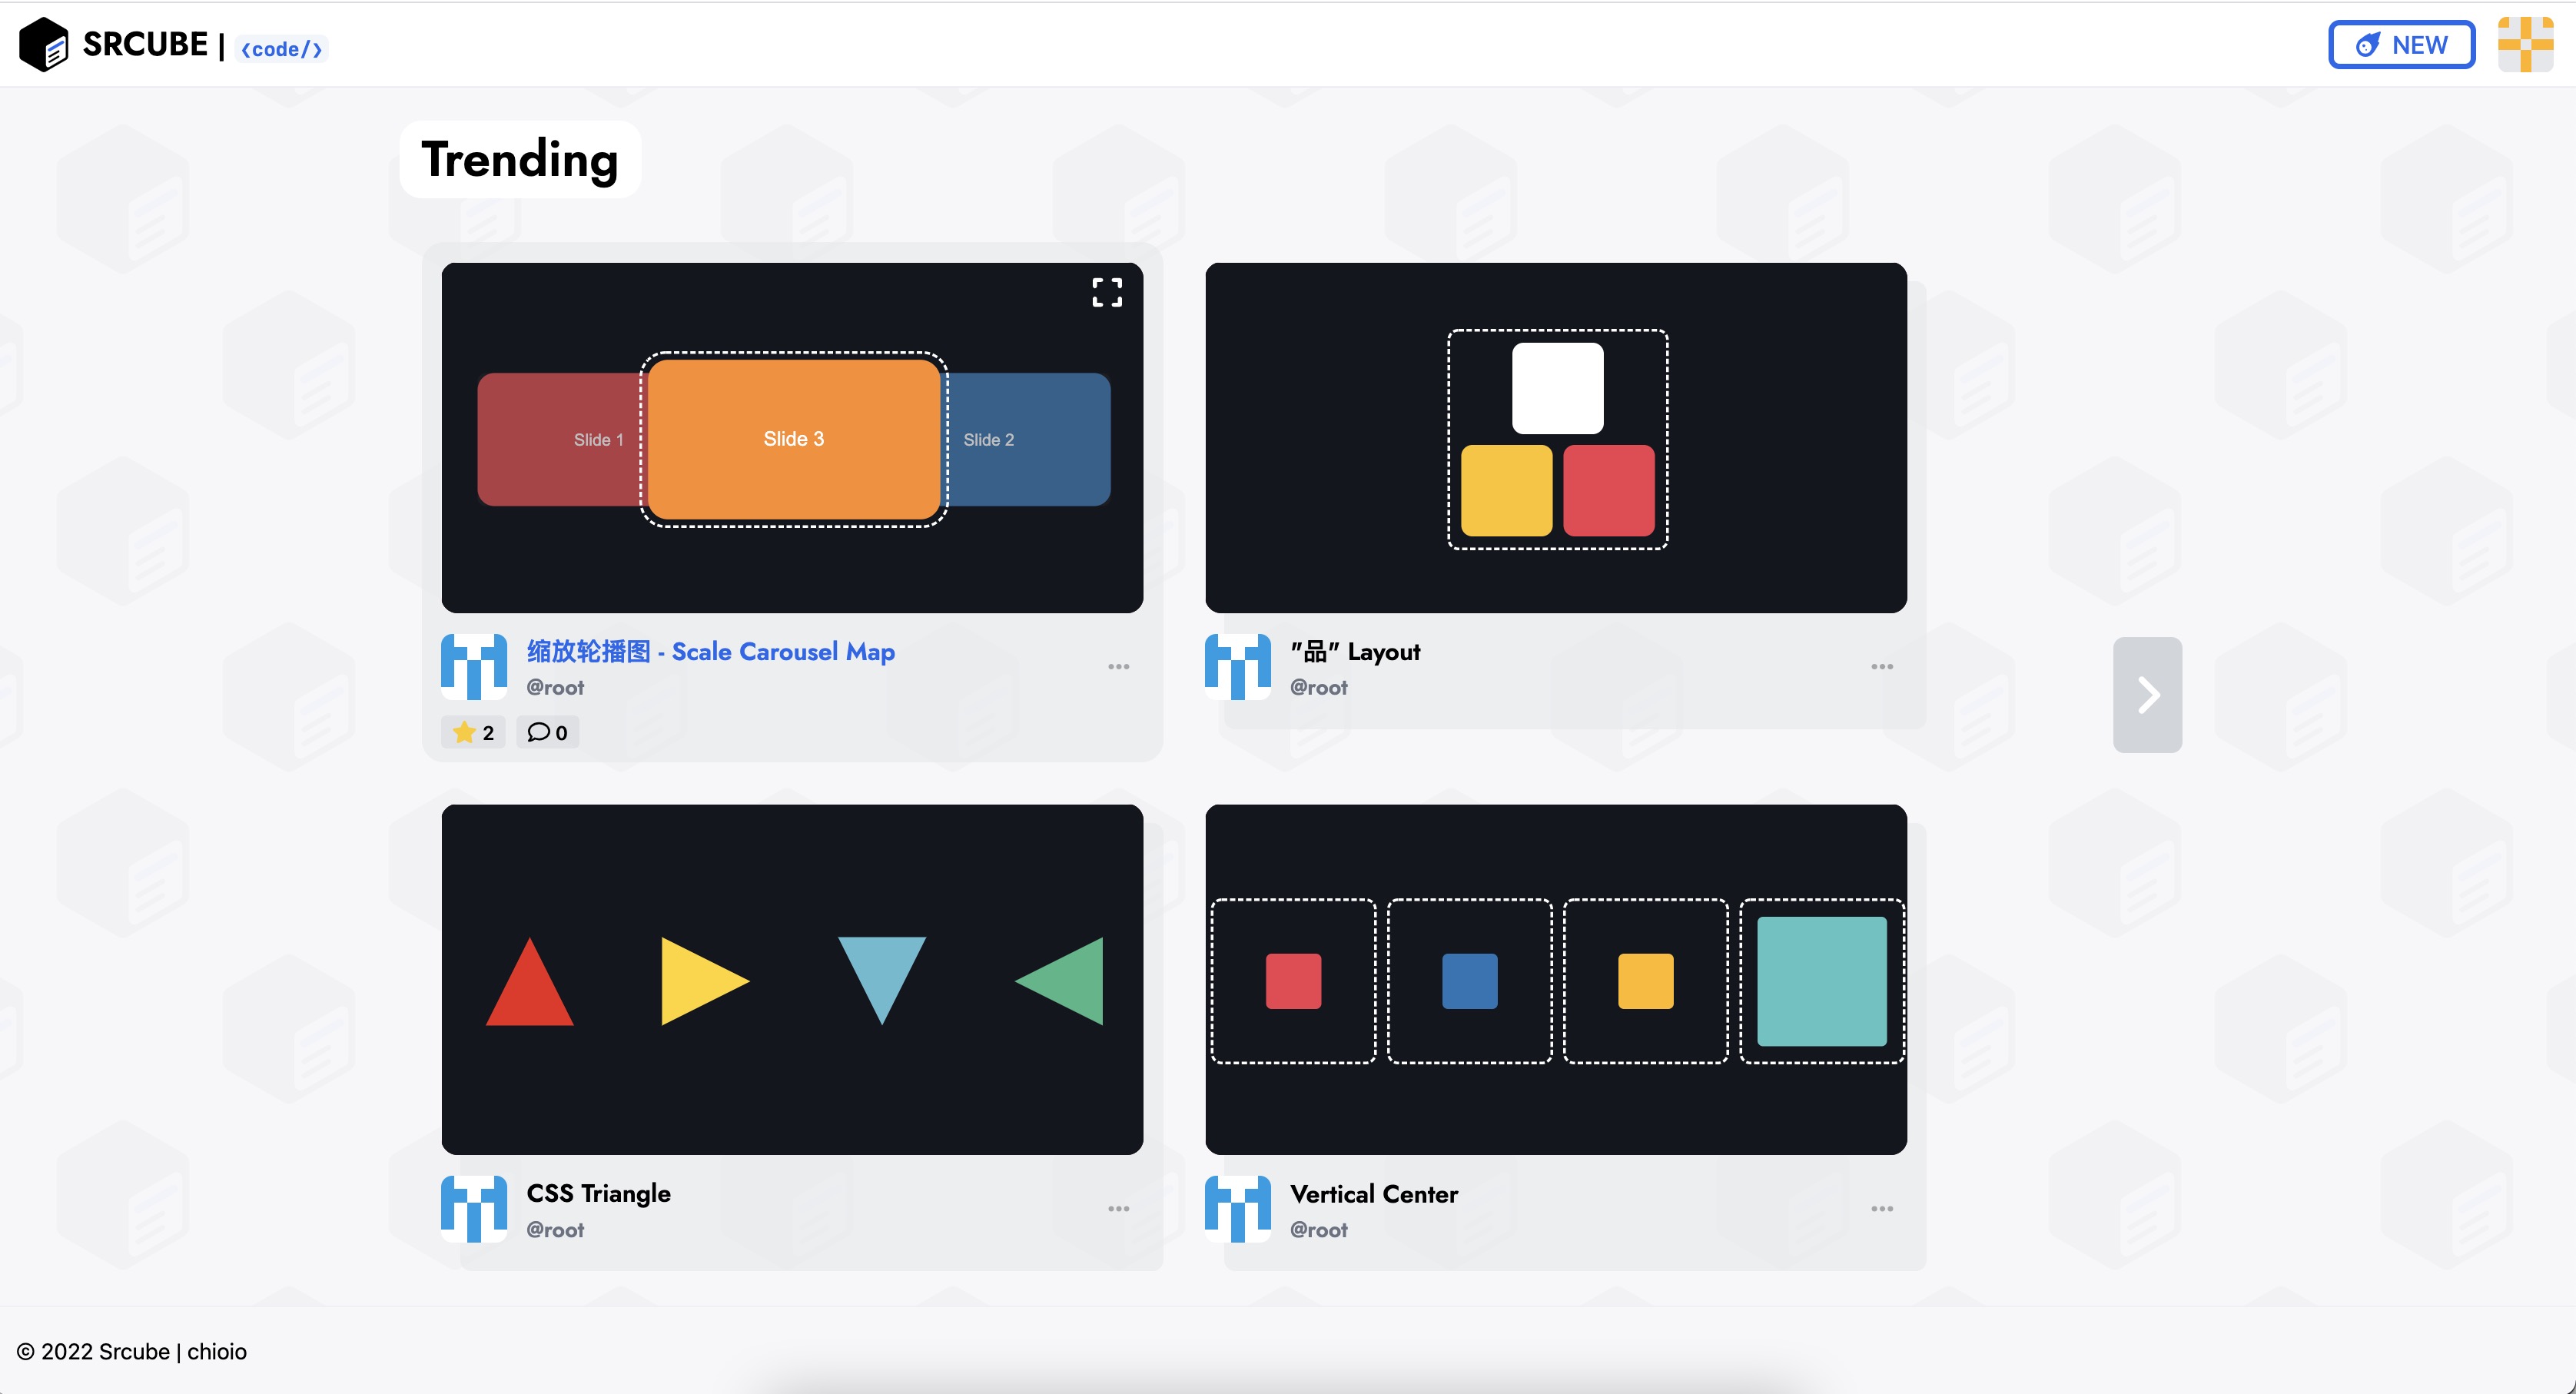 SRCUBE | <code/>
NEW
Trending
Slide 1
Slide 3
Slide 2
缩放轮播图 - Scale Carousel Map
@root
2
0
"品" Layout
@root
CSS Triangle
@root
Vertical Center
@root
© 2022 Srcube | chioio